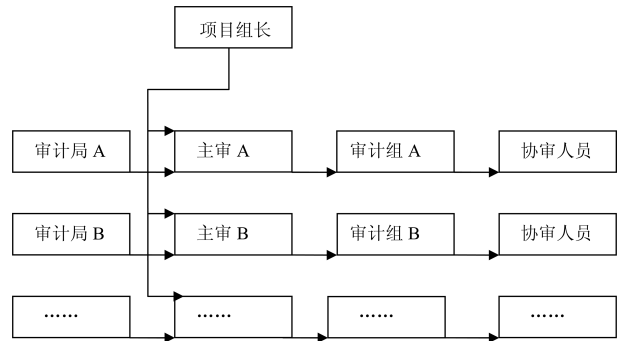 项目组长
审计局 A 主审 A 审计组 A 协审人员
审计局 B 主审 B 审计组 B 协审人员
…… …… …… ……